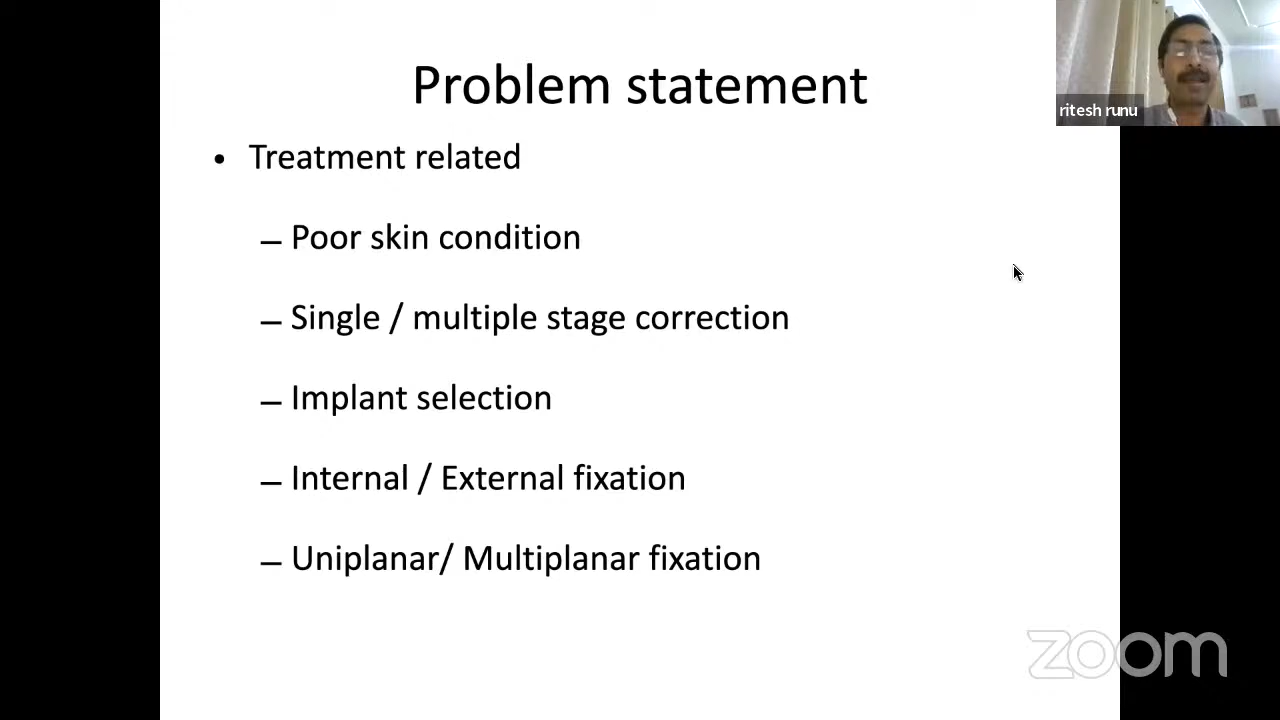 Problem statement
ritesh runu
• Treatment related
– Poor skin condition
– Single / multiple stage correction
– Implant selection
– Internal / External fixation
– Uniplanar/ Multiplanar fixation
zoom